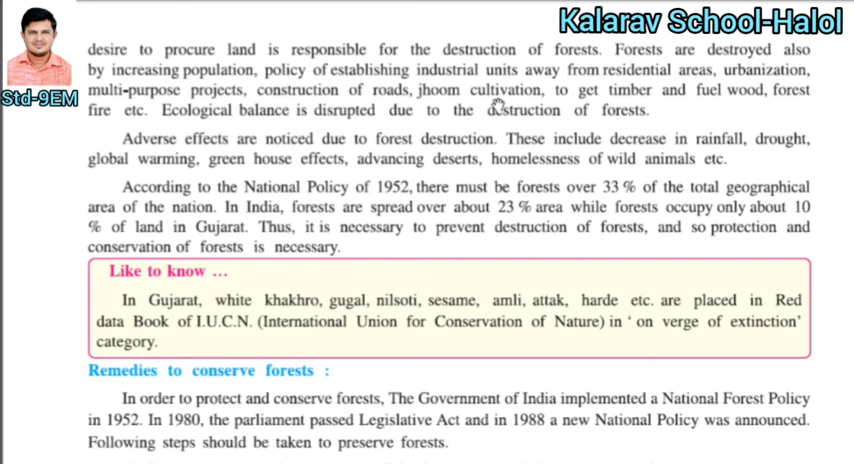 Kalarav School-Halol
desire to procure land is responsible for the destruction of forests. Forests are destroyed also
by increasing population, policy of establishing industrial units away from residential areas, urbanization,
Std-9EM
multi-purpose projects, construction of roads, jhoom cultivation, to get timber and fuel wood, forest
fire etc. Ecological balance is disrupted due to the destruction of forests.
Adverse effects are noticed due to forest destruction. These include decrease in rainfall, drought,
global warming, green house effects, advancing deserts, homelessness of wild animals etc.
According to the National Policy of 1952, there must be forests over 33 % of the total geographical
area of the nation. In India, forests are spread over about 23 % area while forests occupy only about 10
% of land in Gujarat. Thus, it is necessary to prevent destruction of forests, and so protection and
conservation of forests is necessary.
Like to know ...
In Gujarat, white khakhro, gugal, nilsoti, sesame, amli, attak, harde etc. are placed in Red
data Book of I.U.C.N. (International Union for Conservation of Nature) in ‘ on verge of extinction’
category.
Remedies to conserve forests :
In order to protect and conserve forests, The Government of India implemented a National Forest Policy
in 1952. In 1980, the parliament passed Legislative Act and in 1988 a new National Policy was announced.
Following steps should be taken to preserve forests.